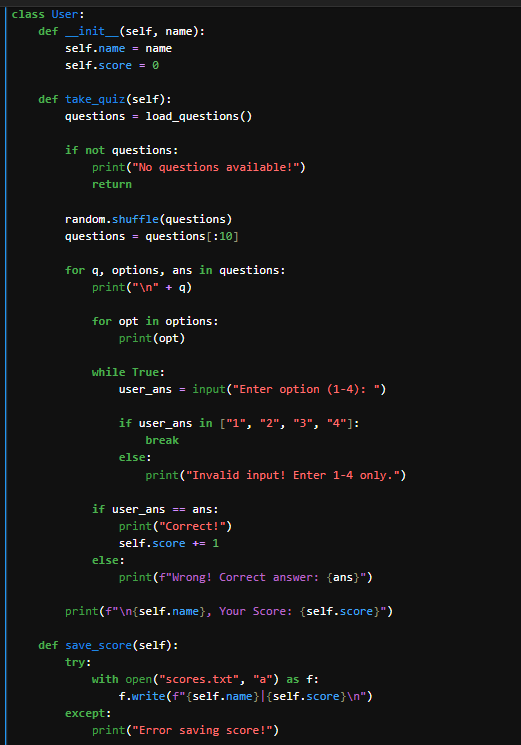 class User:
    def __init__(self, name):
        self.name = name
        self.score = 0

    def take_quiz(self):
        questions = load_questions()

        if not questions:
            print("No questions available!")
            return

        random.shuffle(questions)
        questions = questions[:10]

        for q, options, ans in questions:
            print("\n" + q)

            for opt in options:
                print(opt)

            while True:
                user_ans = input("Enter option (1-4): ")

                if user_ans in ["1", "2", "3", "4"]:
                    break
                else:
                    print("Invalid input! Enter 1-4 only.")

            if user_ans == ans:
                print("Correct!")
                self.score += 1
            else:
                print(f"Wrong! Correct answer: {ans}")

        print(f"\n{self.name}, Your Score: {self.score}")

    def save_score(self):
        try:
            with open("scores.txt", "a") as f:
                f.write(f"{self.name}|{self.score}\n")
        except:
            print("Error saving score!")